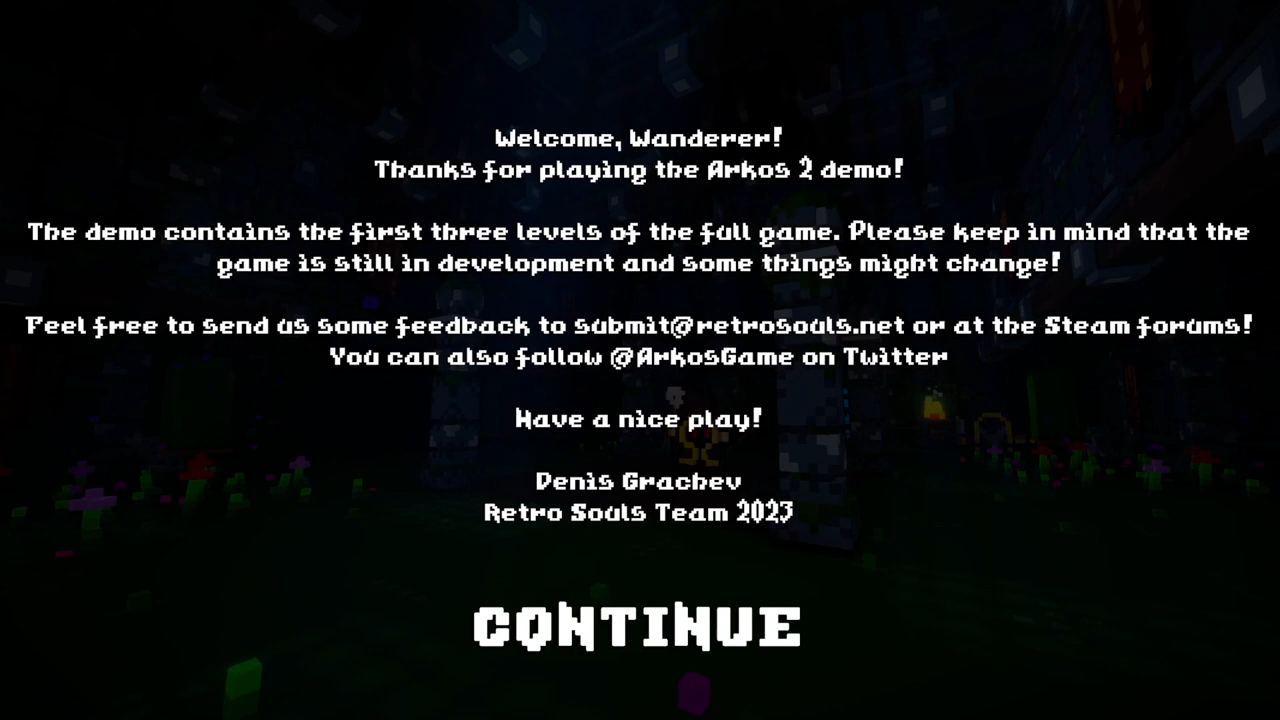 Welcome, Wanderer!
Thanks for playing the Arkos 2 demo!
The demo contains the first three levels of the full game. Please keep in mind that the
game is still in development and some things might change!
Feel free to send us some feedback to submit@retrosouls.net or at the Steam forums!
You can also follow @ArkosGame on Twitter
Have a nice play!
Denis Grachev
Retro Souls Team 2023
CONTINUE